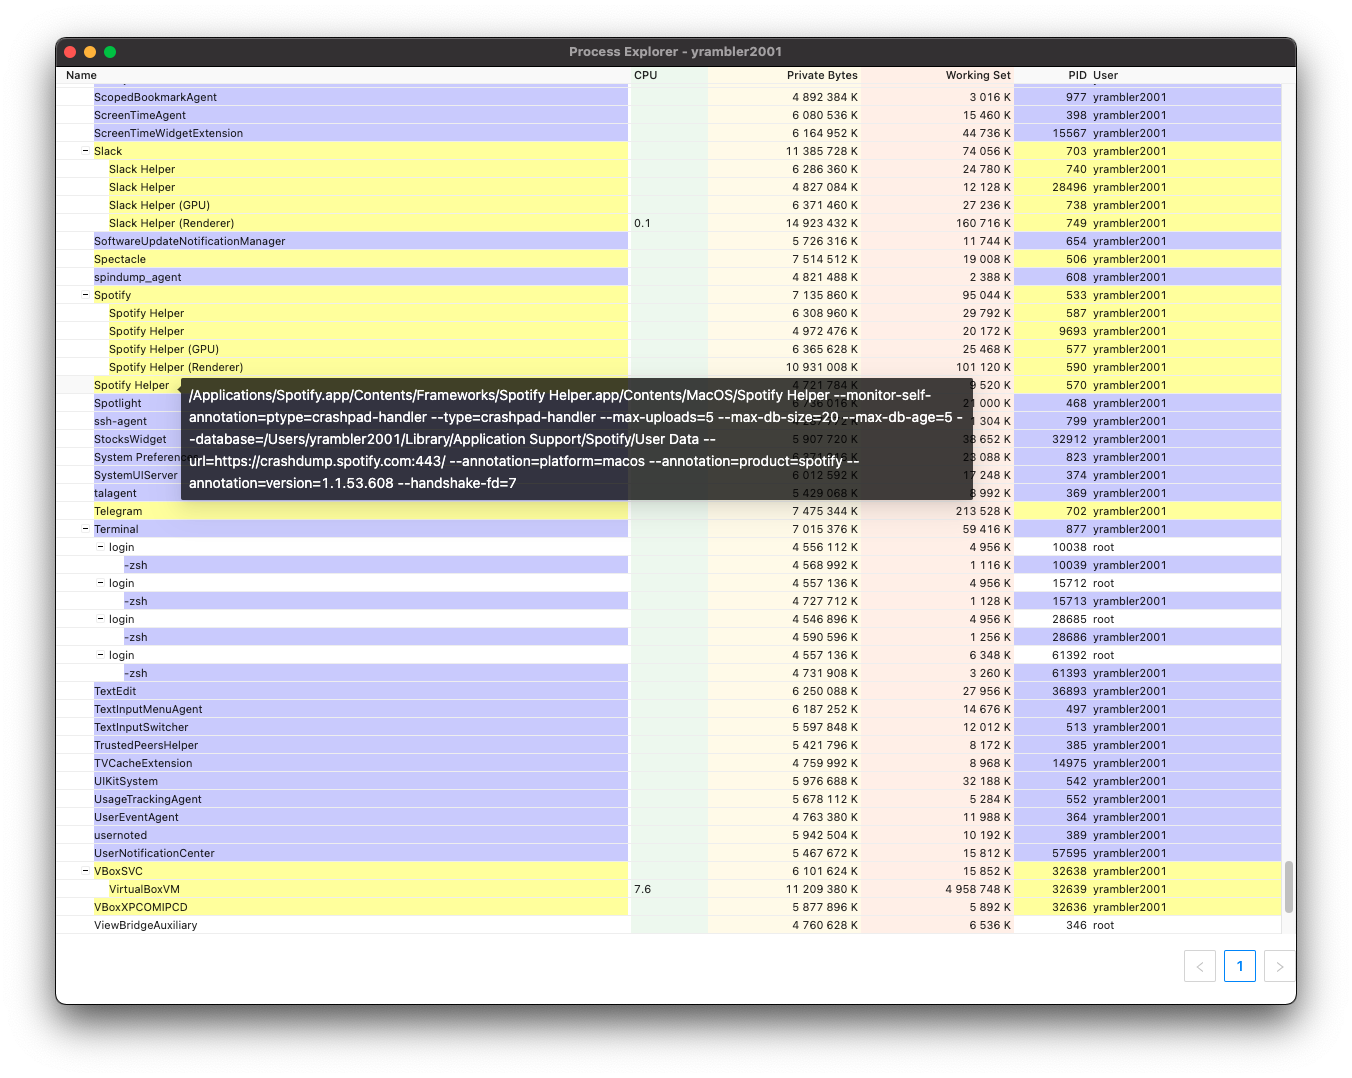 Process Explorer - yrambler2001
Name CPU Private Bytes Working Set PID User
ScopedBookmarkAgent 4 892 384 K 3 016 K 977 yrambler2001
ScreenTimeAgent 6 080 536 K 15 460 K 398 yrambler2001
ScreenTimeWidgetExtension 6 164 952 K 44 736 K 15567 yrambler2001
− Slack 11 385 728 K 74 056 K 703 yrambler2001
Slack Helper 6 286 360 K 24 780 K 740 yrambler2001
Slack Helper 4 827 084 K 12 128 K 28496 yrambler2001
Slack Helper (GPU) 6 371 460 K 27 236 K 738 yrambler2001
Slack Helper (Renderer) 0.1 14 923 432 K 160 716 K 749 yrambler2001
SoftwareUpdateNotificationManager 5 726 316 K 11 744 K 654 yrambler2001
Spectacle 7 514 512 K 19 008 K 506 yrambler2001
spindump_agent 4 821 488 K 2 388 K 608 yrambler2001
− Spotify 7 135 860 K 95 044 K 533 yrambler2001
Spotify Helper 6 308 960 K 29 792 K 587 yrambler2001
Spotify Helper 4 972 476 K 20 172 K 9693 yrambler2001
Spotify Helper (GPU) 6 365 628 K 25 468 K 577 yrambler2001
Spotify Helper (Renderer) 10 931 008 K 101 120 K 590 yrambler2001
Spotify Helper 4 721 784 K 9 520 K 570 yrambler2001
/Applications/Spotify.app/Contents/Frameworks/Spotify Helper.app/Contents/MacOS/Spotify Helper --monitor-self-
annotation=ptype=crashpad-handler --type=crashpad-handler --max-uploads=5 --max-db-size=20 --max-db-age=5 -
-database=/Users/yrambler2001/Library/Application Support/Spotify/User Data --
url=https://crashdump.spotify.com:443/ --annotation=platform=macos --annotation=product=spotify --
annotation=version=1.1.53.608 --handshake-fd=7
Spotlight 000 K 468 yrambler2001
ssh-agent 304 K 799 yrambler2001
StocksWidget 5 907 720 K 38 652 K 32912 yrambler2001
System 23 088 K 823 yrambler2001
SystemUIServer 6 012 592 K 17 248 K 374 yrambler2001
talagent 5 429 068 K 8 992 K 369 yrambler2001
Telegram 7 475 344 K 213 528 K 702 yrambler2001
− Terminal 7 015 376 K 59 416 K 877 yrambler2001
− login 4 556 112 K 4 956 K 10038 root
-zsh 4 568 992 K 1 116 K 10039 yrambler2001
− login 4 557 136 K 4 956 K 15712 root
-zsh 4 727 712 K 1 128 K 15713 yrambler2001
− login 4 546 896 K 4 956 K 28685 root
-zsh 4 590 596 K 1 256 K 28686 yrambler2001
− login 4 557 136 K 6 348 K 61392 root
-zsh 4 731 908 K 3 260 K 61393 yrambler2001
TextEdit 6 250 088 K 27 956 K 36893 yrambler2001
TextInputMenuAgent 6 187 252 K 14 676 K 497 yrambler2001
TextInputSwitcher 5 597 848 K 12 012 K 513 yrambler2001
TrustedPeersHelper 5 421 796 K 8 172 K 385 yrambler2001
TVCacheExtension 4 759 992 K 8 968 K 14975 yrambler2001
UIKitSystem 5 976 688 K 32 188 K 542 yrambler2001
UsageTrackingAgent 5 678 112 K 5 284 K 552 yrambler2001
UserEventAgent 4 763 380 K 11 988 K 364 yrambler2001
usernoted 5 942 504 K 10 192 K 389 yrambler2001
UserNotificationCenter 5 467 672 K 15 812 K 57595 yrambler2001
− VBoxSVC 6 101 624 K 15 852 K 32638 yrambler2001
VirtualBoxVM 7.6 11 209 380 K 4 958 748 K 32639 yrambler2001
VBoxXPCOMIPCD 5 877 896 K 5 892 K 32636 yrambler2001
ViewBridgeAuxiliary 4 760 628 K 6 536 K 346 root
< 1 >